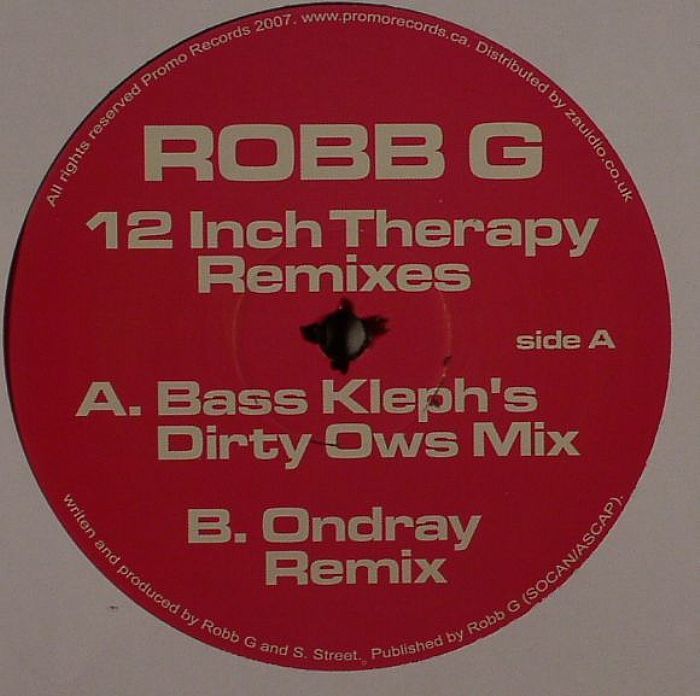 All rights reserved Promo Records 2007. www.promorecords.ca. Distributed by zauidio.co.uk
ROBB G
12 Inch Therapy
Remixes
side A
A. Bass Kleph's
Dirty Ows Mix
B. Ondray
Remix
writen and produced by Robb G and S. Street. Published by Robb G (SOCAN/ASCAP).